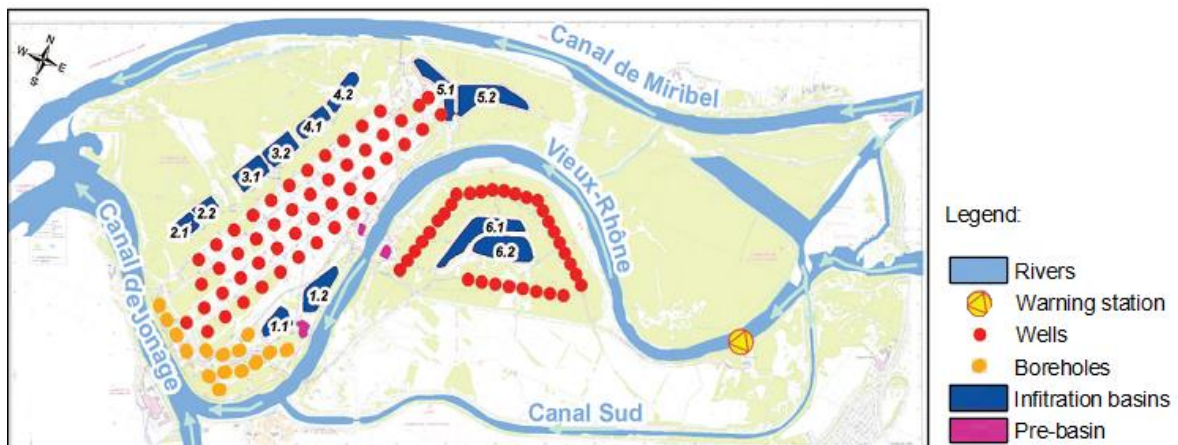 N
W
E
S
Canal de Miribel
Vieux-Rhône
Canal de Jonage
Canal Sud
5.1
5.2
4.2
4.1
3.2
3.1
2.2
2.1
6.1
6.2
1.2
1.1
Legend:
Rivers
Warning station
Wells
Boreholes
Infitration basins
Pre-basin